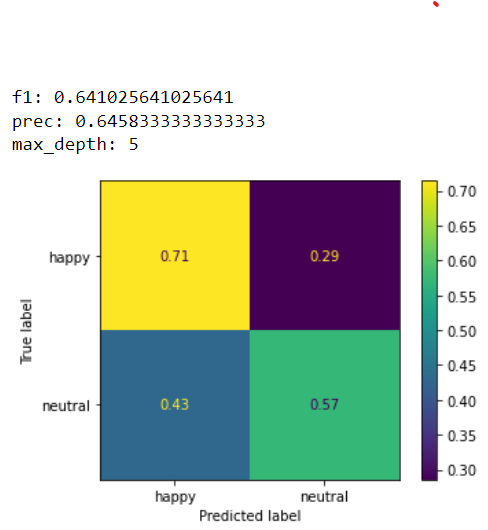 f1: 0.641025641025641
prec: 0.6458333333333333
max_depth: 5
0.70
0.71 0.29
happy
0.65
0.60
0.55
True label
0.50
0.45
neutral
0.43 0.57
0.40
0.35
0.30
happy neutral
Predicted label